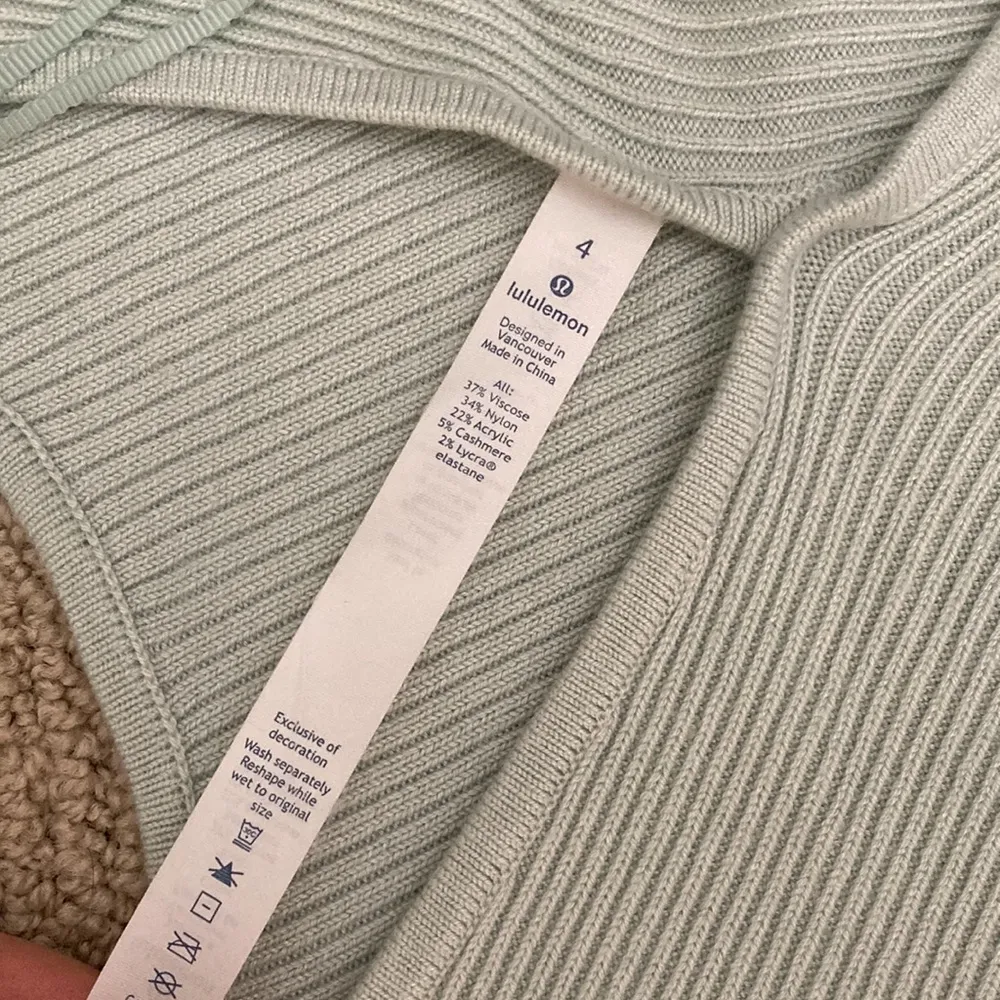 4
lululemon
Designed in
Vancouver
Made in China
All:
37% Viscose
34% Nylon
22% Acrylic
5% Cashmere
2% Lycra®
elastane
Exclusive of
decoration
Wash separately
Reshape while
wet to original
size
30C